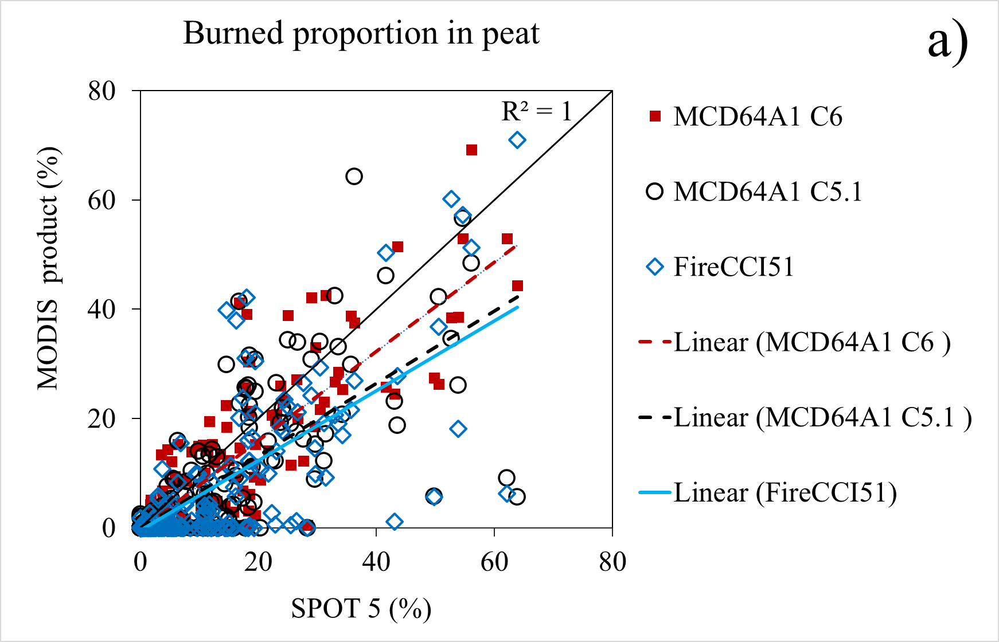 Burned proportion in peat
a)
80
60
40
20
0
MODIS product (%)
R² = 1
0 20 40 60 80
SPOT 5 (%)
MCD64A1 C6
MCD64A1 C5.1
FireCCI51
Linear (MCD64A1 C6 )
Linear (MCD64A1 C5.1 )
Linear (FireCCI51)